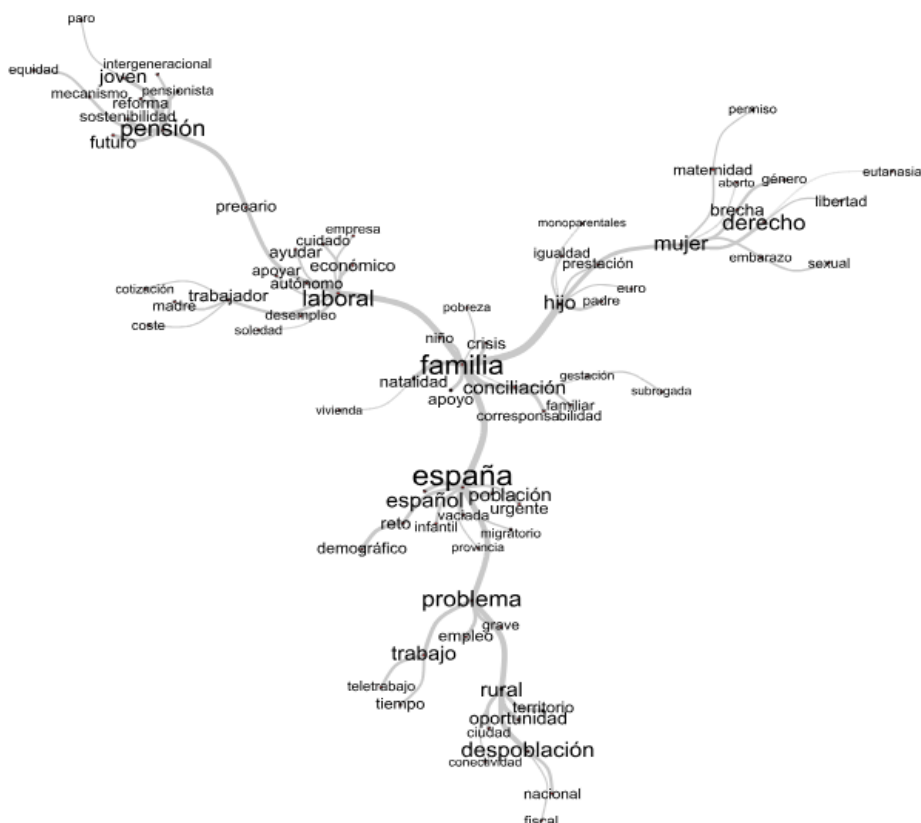 paro
intergeneracional
equidad
joven
mecanismo
pensionista
reforma
sostenibilidad
pensión
futuro
permiso
maternidad
aborto
género
eutanasia
brecha
libertad
derecho
mujer
embarazo
sexual
precario
monoparentales
empresa
cuidado
ayudar
igualdad
económico
prestación
apoyar
autónomo
cotización
trabajador
laboral
euro
madre
hijo
padre
coste
desempleo
soledad
pobreza
niño
crisis
familia
natalidad
conciliación
gestación
subrogada
apoyo
familiar
vivienda
corresponsabilidad
españa
español
población
urgente
vaciada
reto
infantil
migratorio
demográfico
provincia
problema
grave
empleo
trabajo
teletrabajo
tiempo
rural
territorio
oportunidad
ciudad
despoblación
conectividad
nacional
fiscal